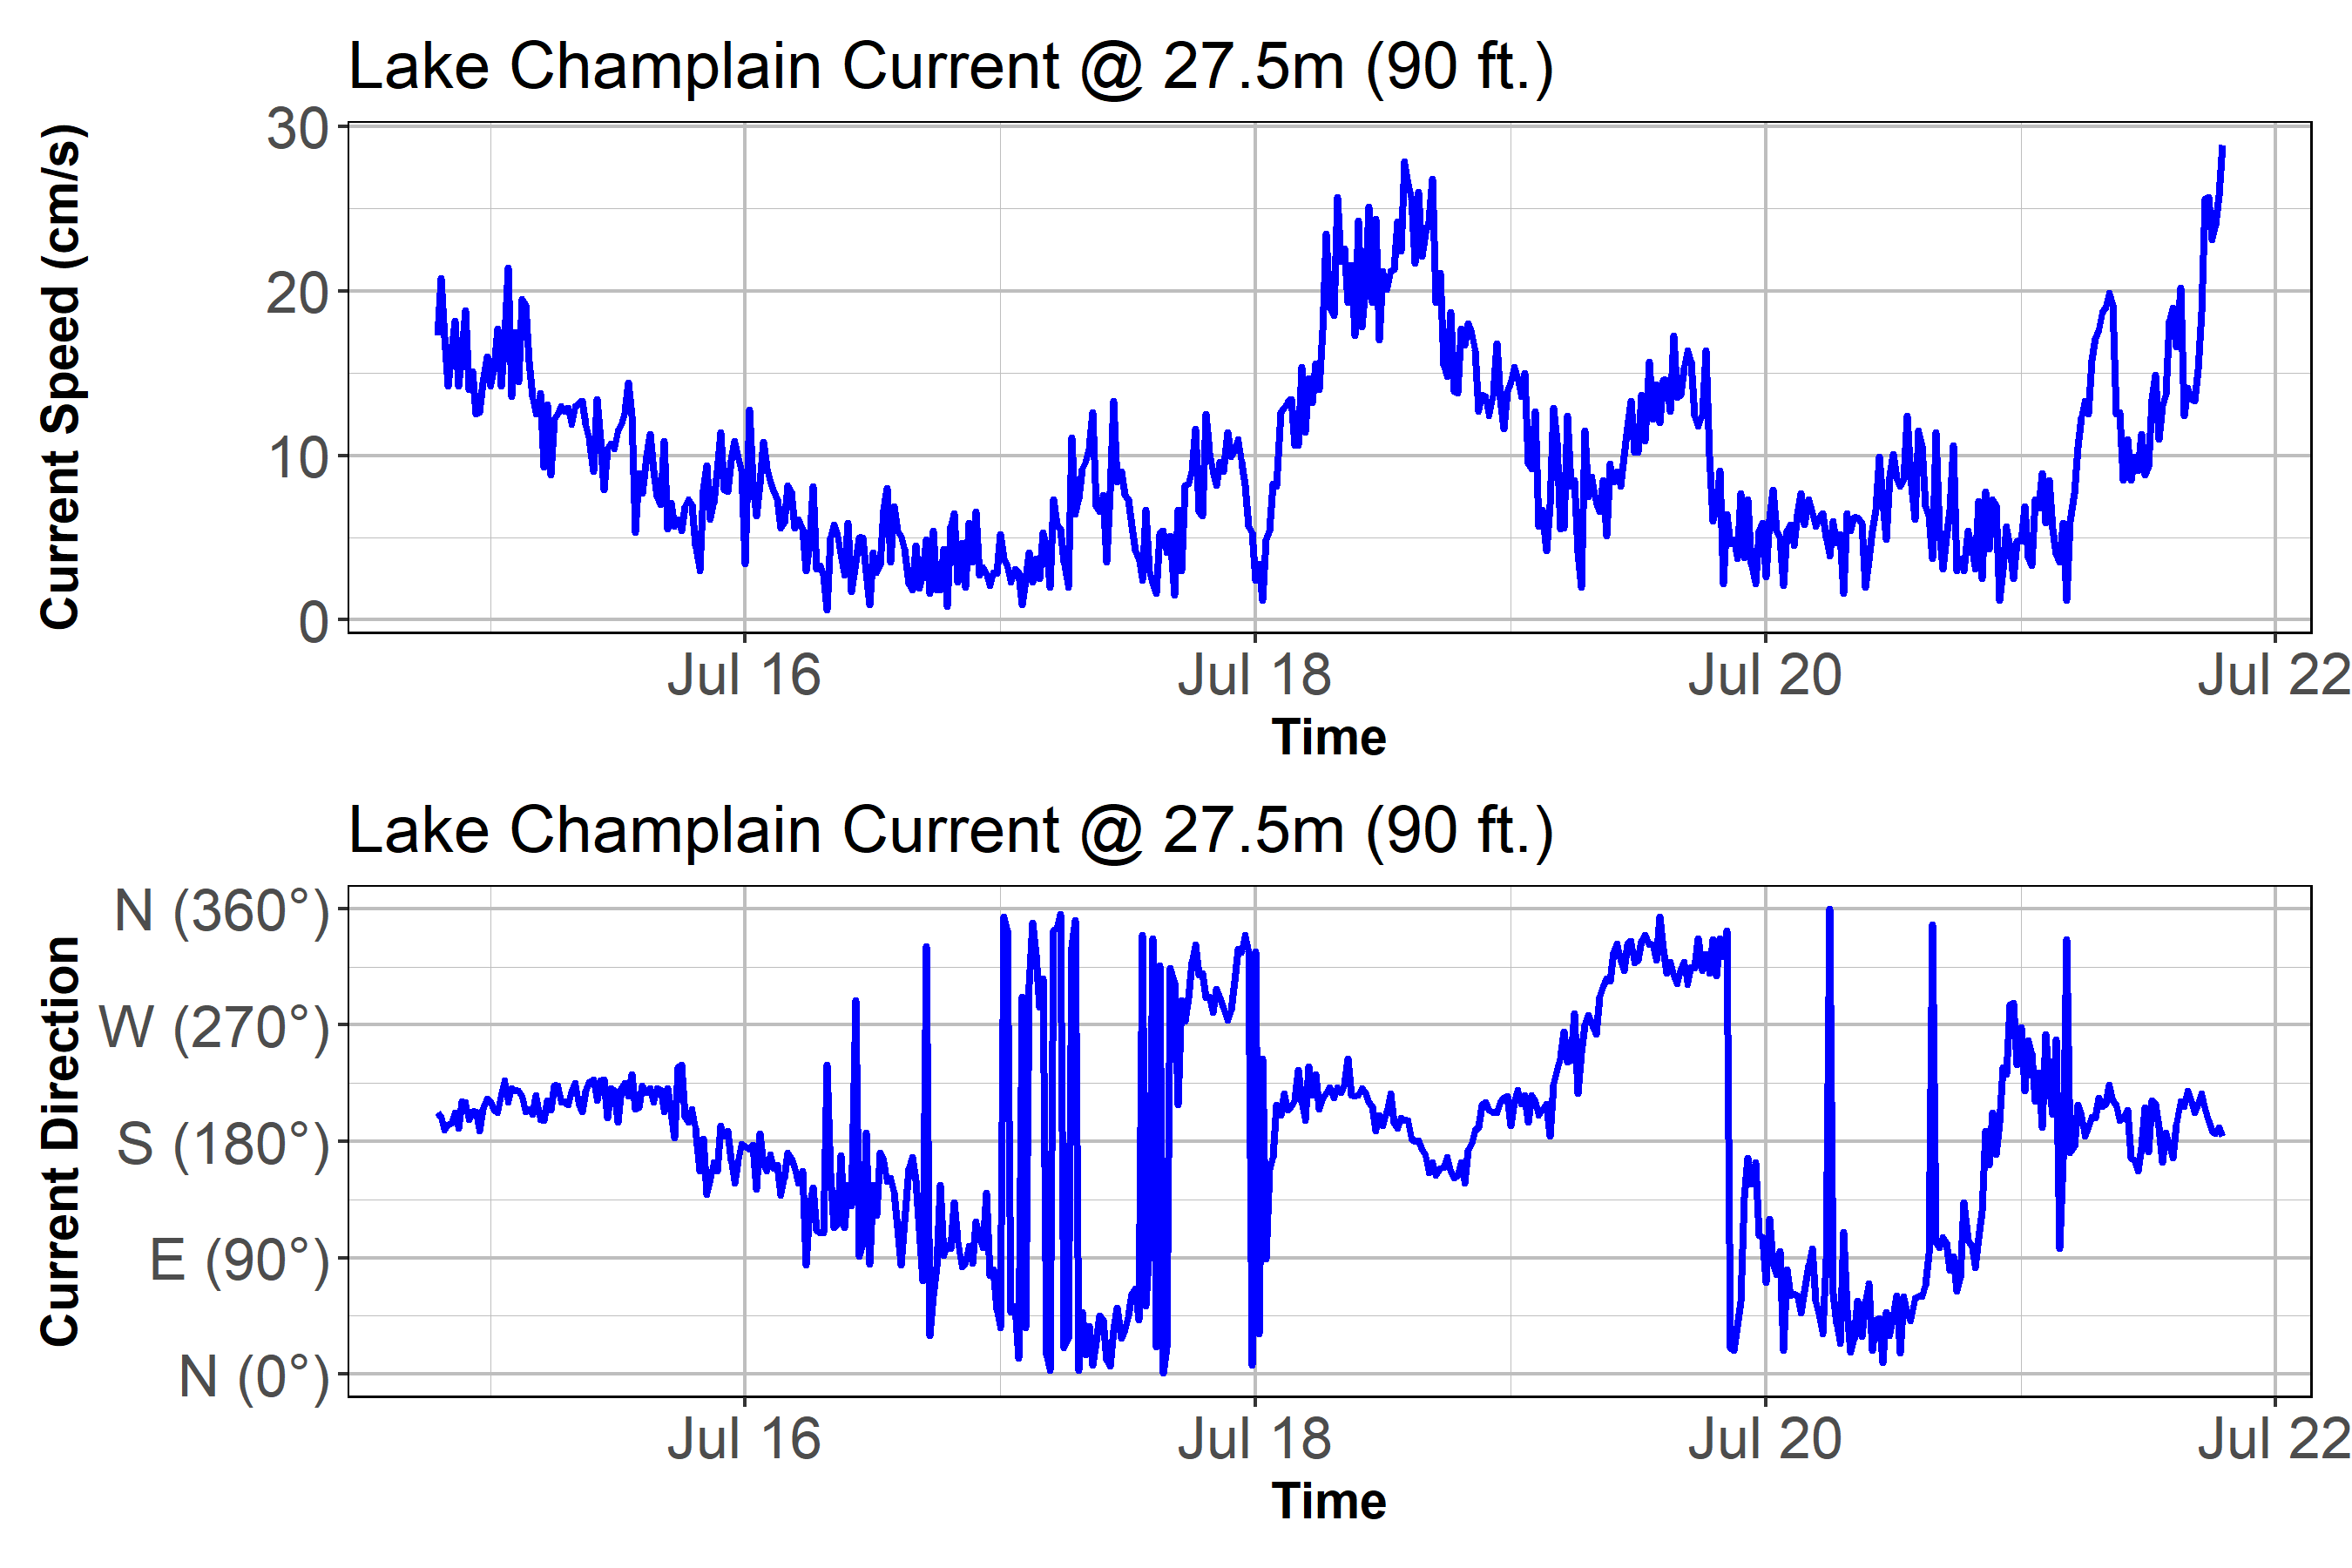 Lake Champlain Current @ 27.5m (90 ft.)
Current Speed (cm/s)
30
20
10
0
Jul 16 Jul 18 Jul 20 Jul 22
Time
Lake Champlain Current @ 27.5m (90 ft.)
Current Direction
N (360°)
W (270°)
S (180°)
E (90°)
N (0°)
Jul 16 Jul 18 Jul 20 Jul 22
Time